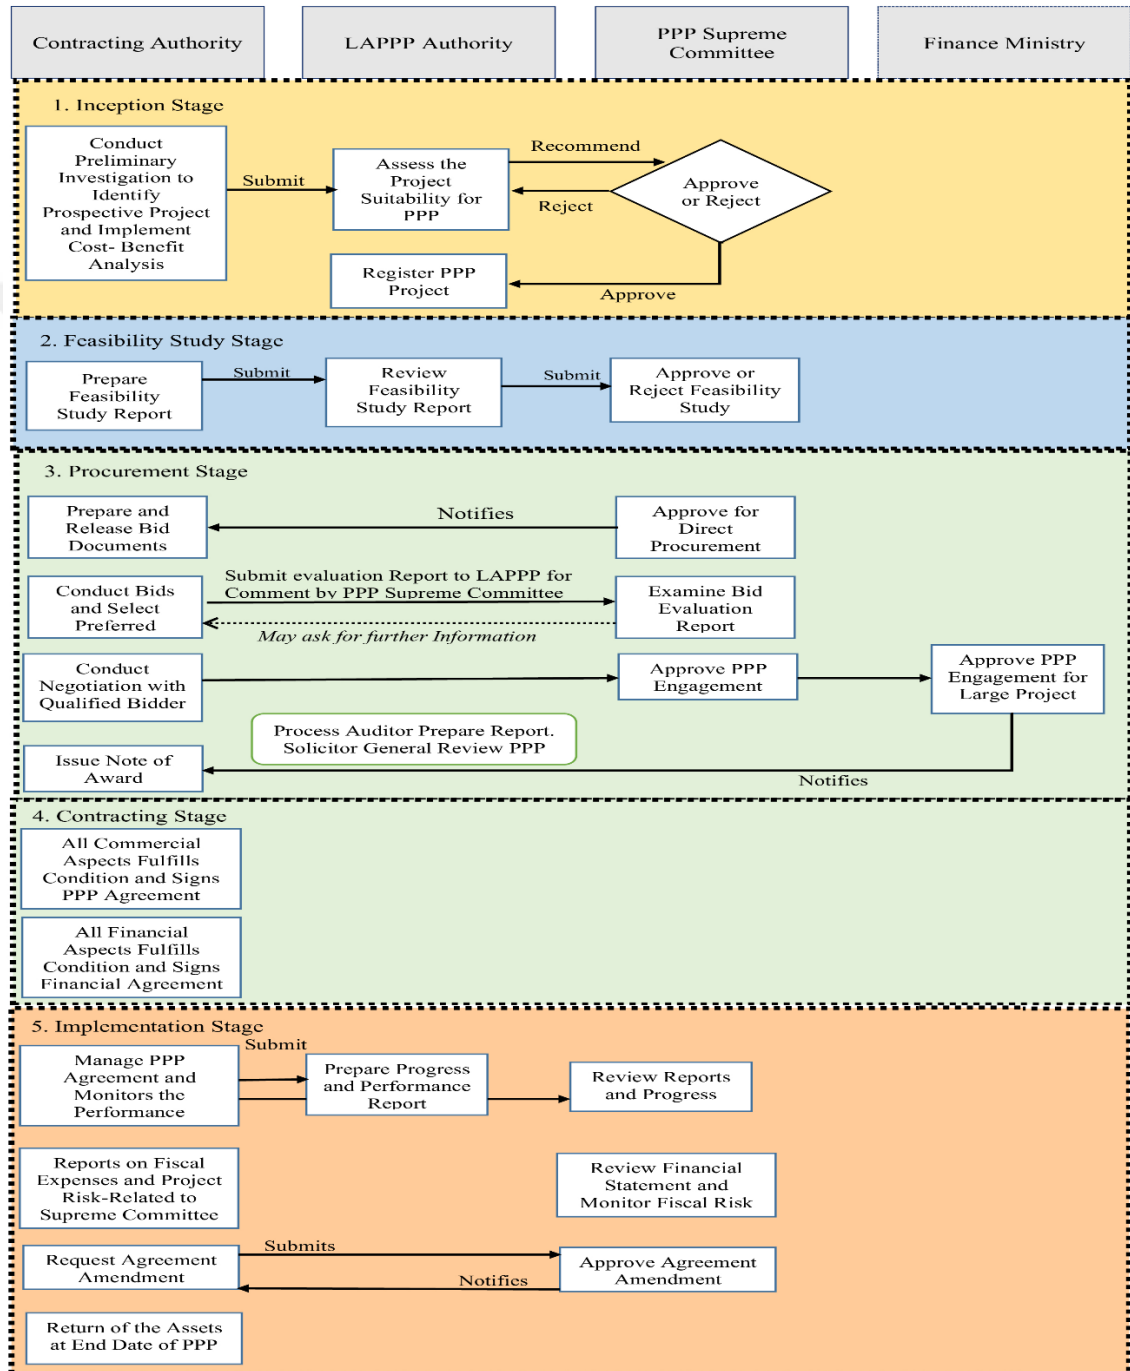 Contracting Authority
LAPPP Authority
PPP Supreme
Committee
Finance Ministry
1. Inception Stage
Conduct
Preliminary
Investigation to
Identify
Prospective Project
and Implement
Cost- Benefit
Analysis
Submit
Assess the
Project
Suitability for
PPP
Recommend
Reject
Approve
or Reject
Register PPP
Project
Approve
2. Feasibility Study Stage
Prepare
Feasibility
Study Report
Submit
Review
Feasibility
Study Report
Submit
Approve or
Reject Feasibility
Study
3. Procurement Stage
Prepare and
Release Bid
Documents
Notifies
Approve for
Direct
Procurement
Conduct Bids
and Select
Preferred
Submit evaluation Report to LAPPP for
Comment by PPP Supreme Committee
May ask for further Information
Examine Bid
Evaluation
Report
Conduct
Negotiation with
Qualified Bidder
Approve PPP
Engagement
Approve PPP
Engagement for
Large Project
Process Auditor Prepare Report.
Solicitor General Review PPP
Issue Note of
Award
Notifies
4. Contracting Stage
All Commercial
Aspects Fulfills
Condition and Signs
PPP Agreement
All Financial
Aspects Fulfills
Condition and Signs
Financial Agreement
5. Implementation Stage
Manage PPP
Agreement and
Monitors the
Performance
Submit
Prepare Progress
and Performance
Report
Review Reports
and Progress
Reports on Fiscal
Expenses and Project
Risk-Related to
Supreme Committee
Review Financial
Statement and
Monitor Fiscal Risk
Request Agreement
Amendment
Submits
Notifies
Approve Agreement
Amendment
Return of the Assets
at End Date of PPP